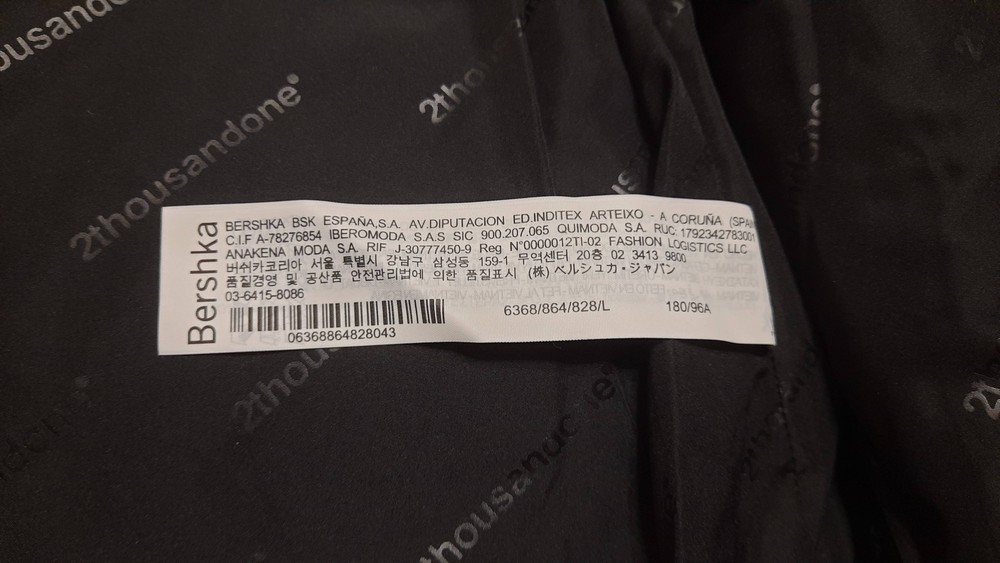 ousandone
2thousandone
2tho
Bershka
BERSHKA BSK ESPAÑA,S.A. AV.DIPUTACION ED.INDITEX ARTEIXO - A CORUÑA (SPAIN
C.I.F A-78276854 IBEROMODA S.A.S SIC 900.207.065 QUIMODA S.A. RUC 1792342783001
ANAKENA MODA S.A. RIF J-30777450-9 Reg N°0000012TI-02 FASHION LOGISTICS LLC
버쉬카코리아 서울 특별시 강남구 삼성동 159-1 무역센터 20층 02 3413 9800
품질경영 및 공산품 안전관리법에 의한 품질표시 (株) ベルシュカ・ジャパン
03-6415-8086
6368/864/828/L
180/96A
06368864828043
2thou
2thousandone